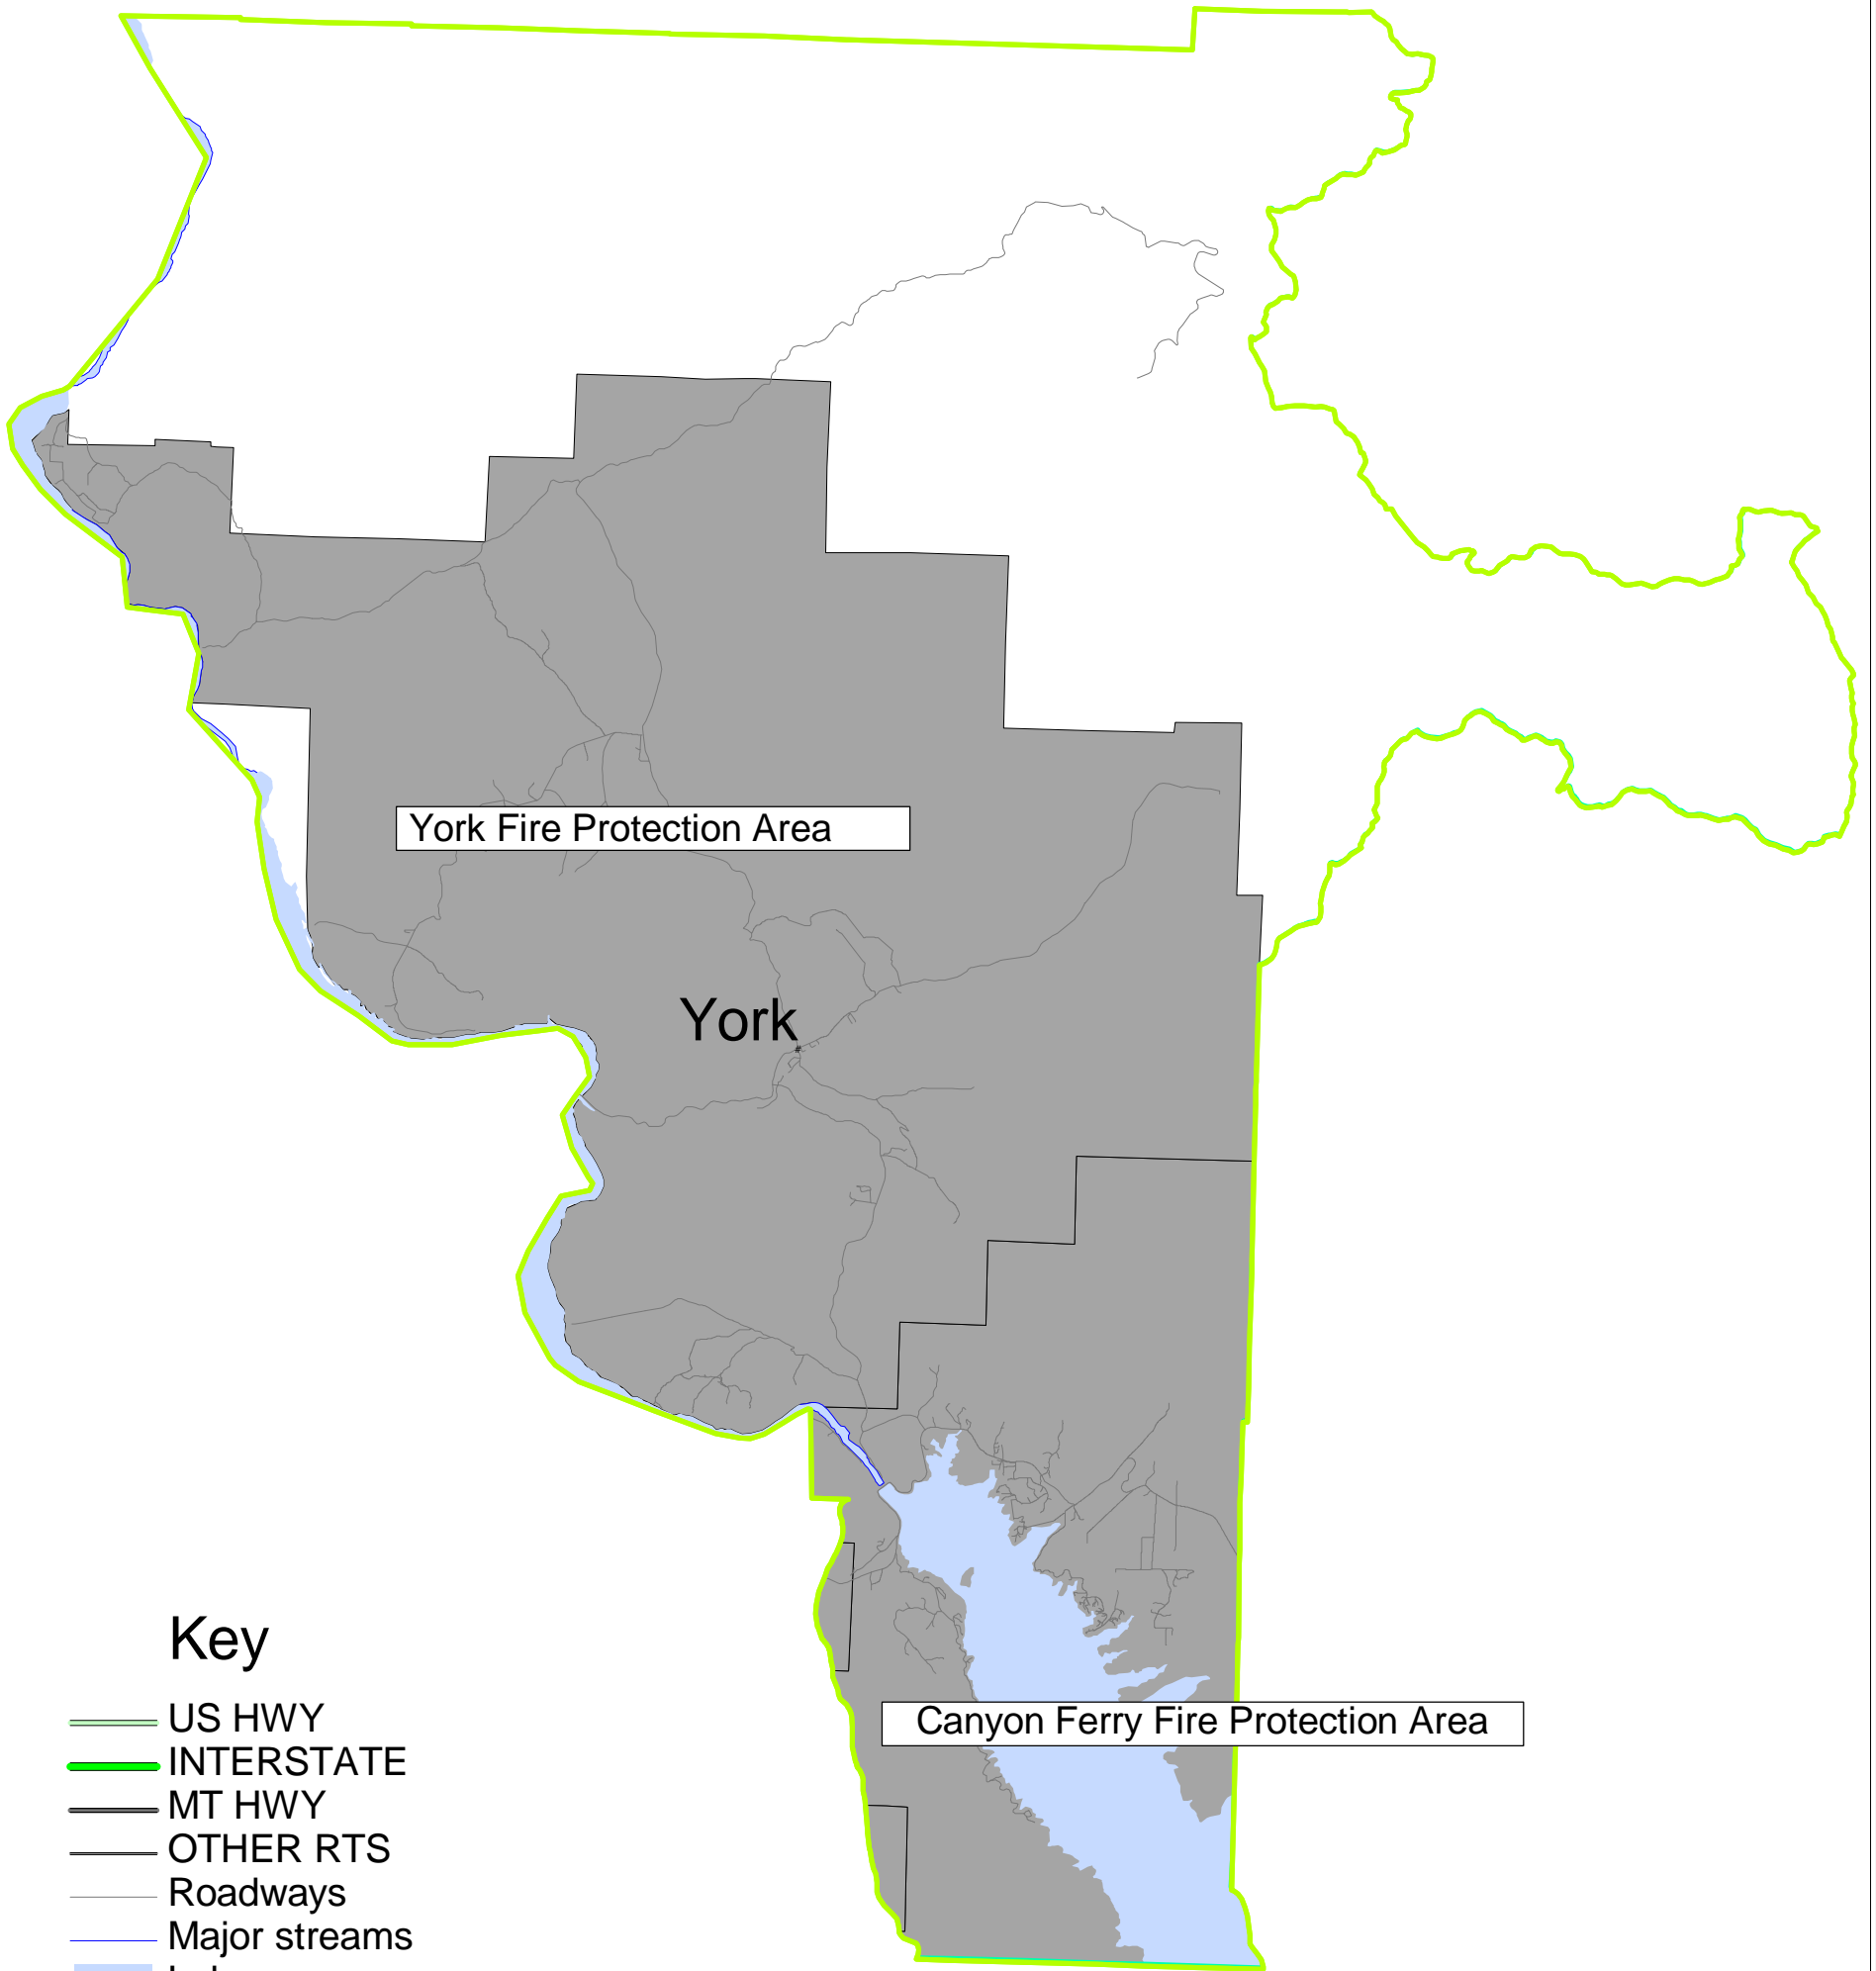 York Fire Protection Area
York
Canyon Ferry Fire Protection Area
Key
US HWY
INTERSTATE
MT HWY
OTHER RTS
Roadways
Major streams